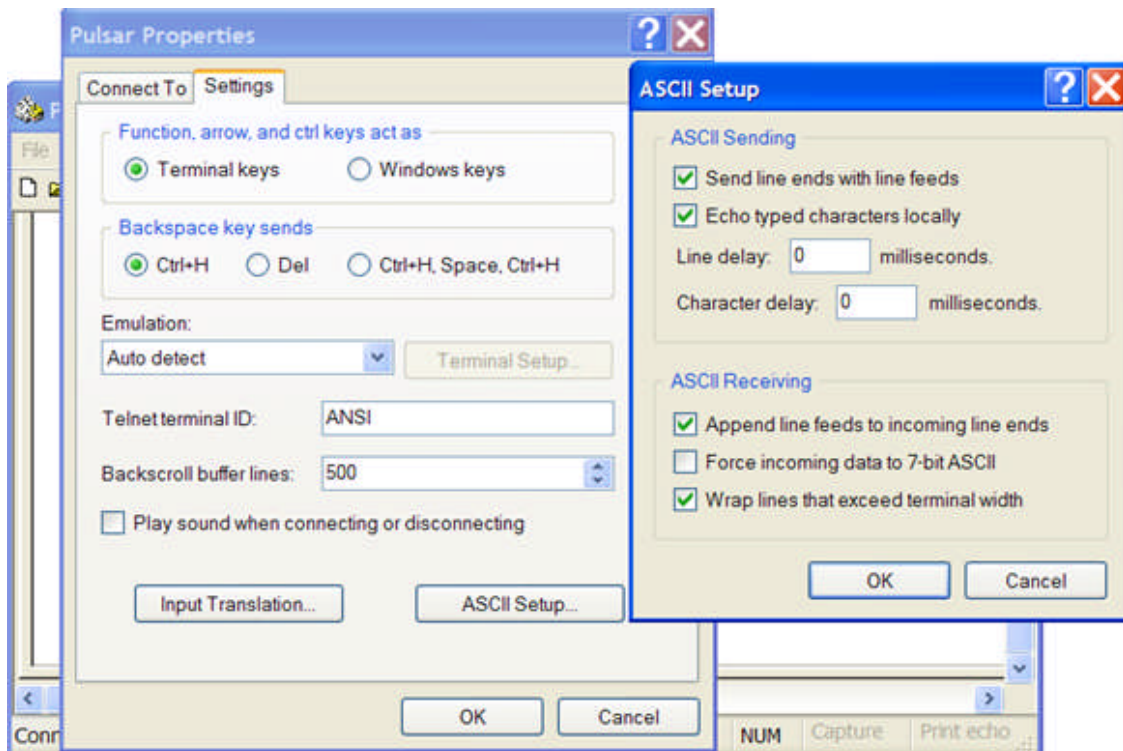 Pulsar Properties
Connect To Settings
Function, arrow, and ctrl keys act as
Terminal keys Windows keys
Backspace key sends
Ctrl+H Del Ctrl+H, Space, Ctrl+H
Emulation:
Auto detect Terminal Setup...
Telnet terminal ID: ANSI
Backscroll buffer lines: 500
Play sound when connecting or disconnecting
Input Translation... ASCII Setup...
OK Cancel
ASCII Setup
ASCII Sending
Send line ends with line feeds
Echo typed characters locally
Line delay: 0 milliseconds.
Character delay: 0 milliseconds.
ASCII Receiving
Append line feeds to incoming line ends
Force incoming data to 7-bit ASCII
Wrap lines that exceed terminal width
OK Cancel
File
Conn
NUM Capture Print echo